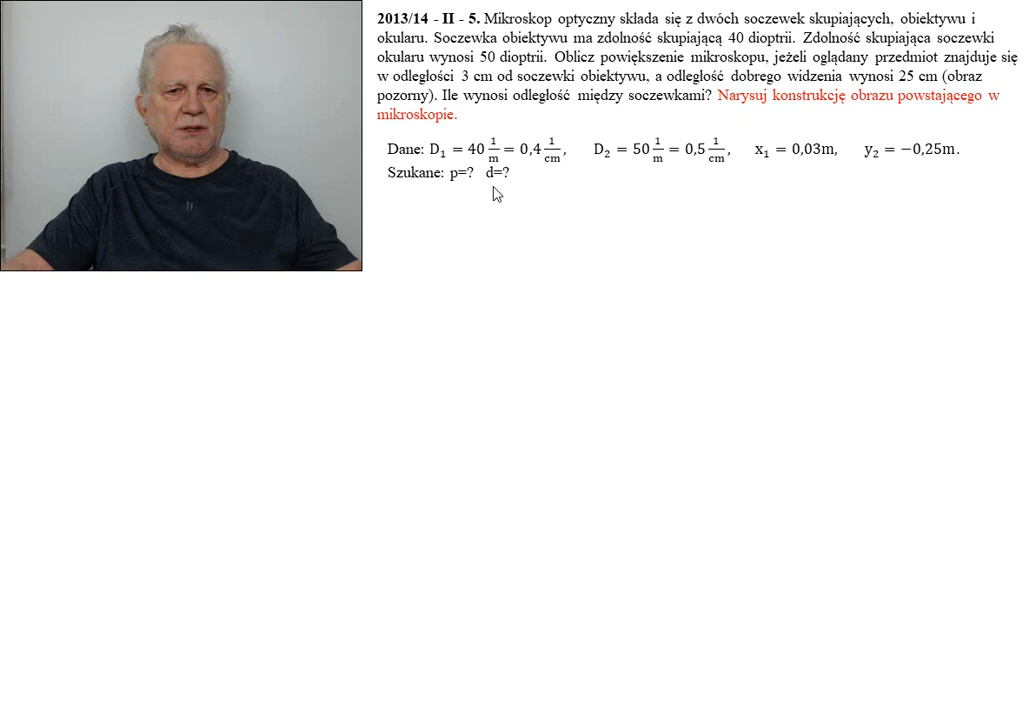 2013/14 - II - 5. Mikroskop optyczny składa się z dwóch soczewek skupiających, obiektywu i
okularu. Soczewka obiektywu ma zdolność skupiającą 40 dioptrii. Zdolność skupiająca soczewki
okularu wynosi 50 dioptrii. Oblicz powiększenie mikroskopu, jeżeli oglądany przedmiot znajduje się
w odległości 3 cm od soczewki obiektywu, a odległość dobrego widzenia wynosi 25 cm (obraz
pozorny). Ile wynosi odległość między soczewkami? Narysuj konstrukcję obrazu powstającego w
mikroskopie.
Dane: D₁ = 40 1/m = 0,4 1/cm, D₂ = 50 1/m = 0,5 1/cm, x₁ = 0,03m, y₂ = −0,25m.
Szukane: p=? d=?